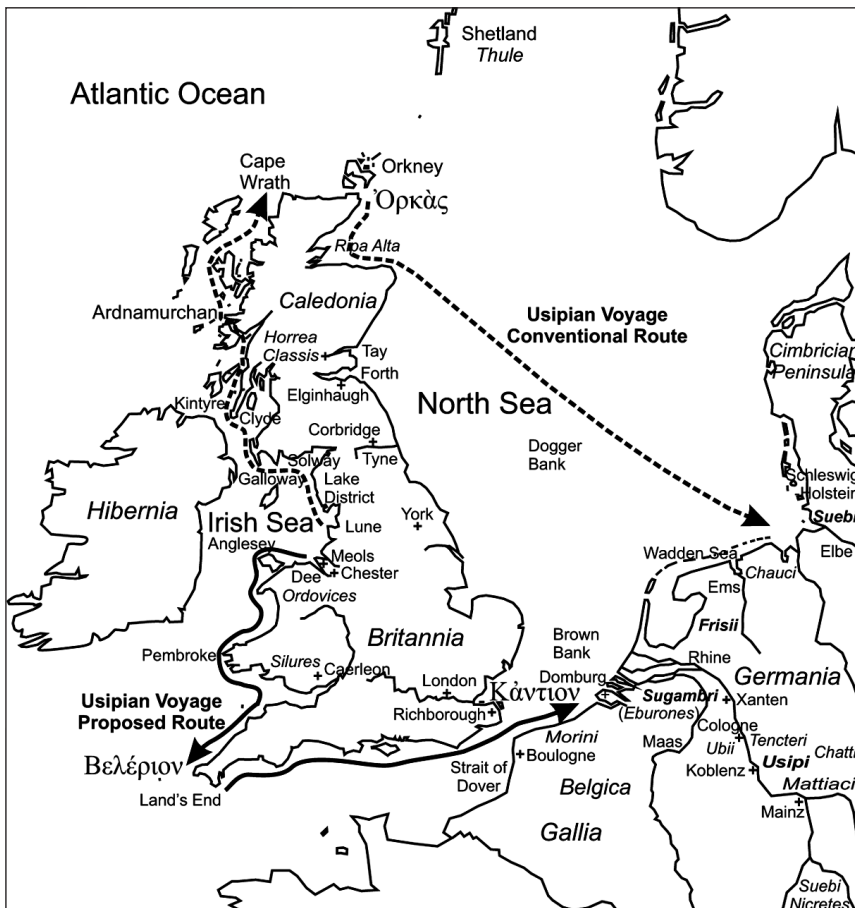 Shetland
Thule
Atlantic Ocean
Cape
Wrath
Orkney
Ὀρκὰς
Ripa Alta
Ardnamurchan
Caledonia
Usipian Voyage
Conventional Route
Horrea
Classis
Tay
Forth
Elginhaugh
Cimbrician
Peninsula
Kintyre
Clyde
North Sea
Corbridge
Tyne
Dogger
Bank
Solway
Galloway
Lake
District
Schleswig
Holstein
Suebi
Hibernia
Irish Sea
Lune
York
Anglesey
Meols
Dee
Chester
Ordovices
Wadden Sea
Elbe
Chauci
Ems
Frisii
Pembroke
Silures
Caerleon
Britannia
Brown
Bank
Rhine
Germania
London
Κάντιον
Domburg
Sugambri
(Eburones)
Xanten
Usipian Voyage
Proposed Route
Richborough
Cologne
Ubii
Tencteri
Maas
Morini
Boulogne
Chatti
Βελέριον
Strait of
Dover
Koblenz
Usipi
Mattiaci
Land's End
Belgica
Mainz
Gallia
Suebi
Nicretes